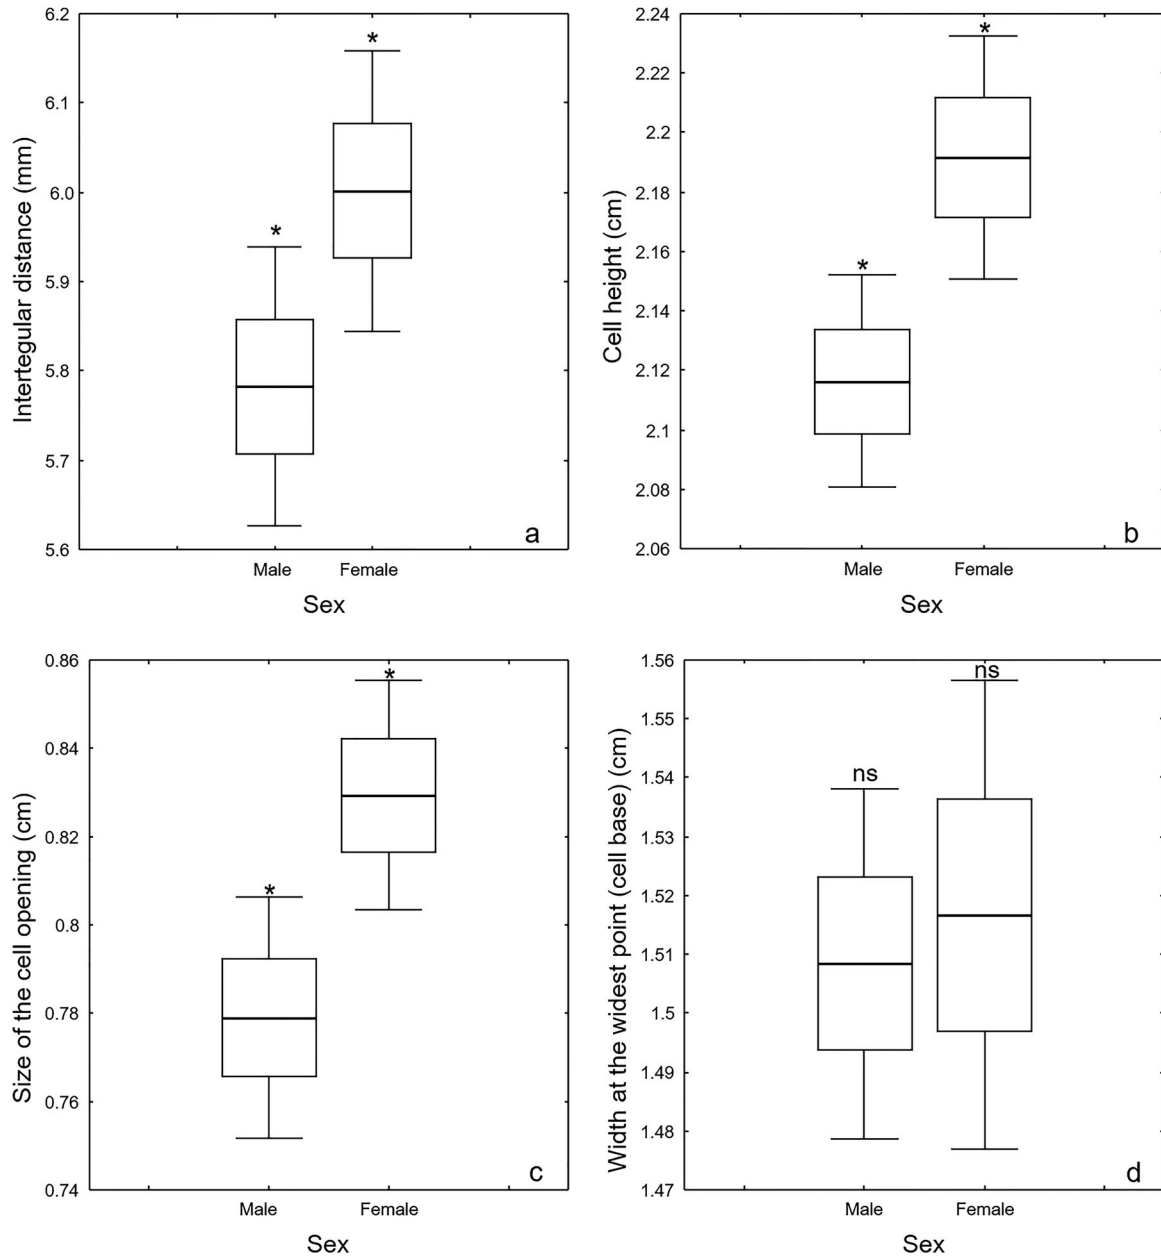 Intertegular distance (mm)
6.2
6.1
6.0
5.9
5.8
5.7
5.6
*
*
a
Male Female
Sex
Cell height (cm)
2.24
2.22
2.2
2.18
2.16
2.14
2.12
2.1
2.08
2.06
*
*
b
Male Female
Sex
Size of the cell opening (cm)
0.86
0.84
0.82
0.8
0.78
0.76
0.74
*
*
c
Male Female
Sex
Width at the widest point (cell base) (cm)
1.56
1.55
1.54
1.53
1.52
1.51
1.5
1.49
1.48
1.47
ns
ns
d
Male Female
Sex